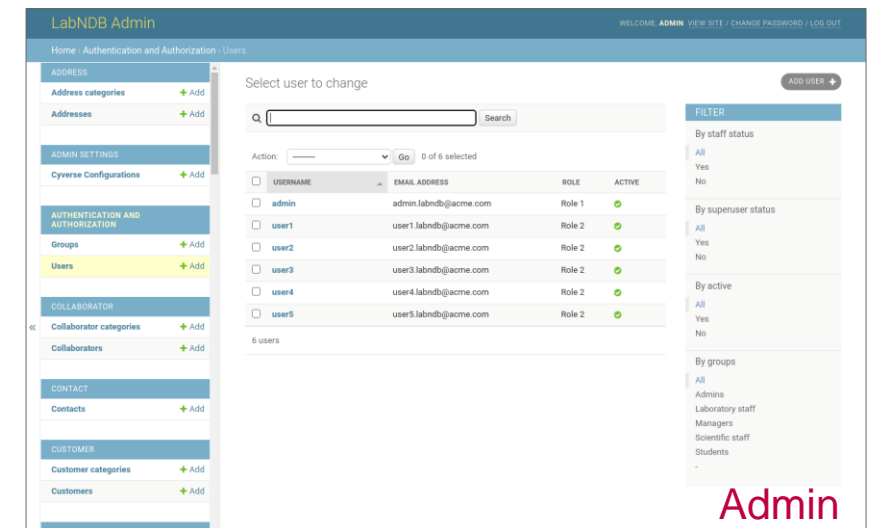 LabNDB Admin
WELCOME, ADMIN. VIEW SITE / CHANGE PASSWORD / LOG OUT
Home › Authentication and Authorization › Users
ADDRESS
Address categories + Add
Addresses + Add
ADMIN SETTINGS
Cyverse Configurations + Add
AUTHENTICATION AND
AUTHORIZATION
Groups + Add
Users + Add
COLLABORATOR
Collaborator categories + Add
Collaborators + Add
CONTACT
Contacts + Add
CUSTOMER
Customer categories + Add
Customers + Add
«
Select user to change
ADD USER +
Search
Action: --------- Go 0 of 6 selected
USERNAME EMAIL ADDRESS ROLE ACTIVE
admin admin.labndb@acme.com Role 1
user1 user1.labndb@acme.com Role 2
user2 user2.labndb@acme.com Role 2
user3 user3.labndb@acme.com Role 2
user4 user4.labndb@acme.com Role 2
user5 user5.labndb@acme.com Role 2
6 users
FILTER
By staff status
All
Yes
No
By superuser status
All
Yes
No
By active
All
Yes
No
By groups
All
Admins
Laboratory staff
Managers
Scientific staff
Students
-
Admin